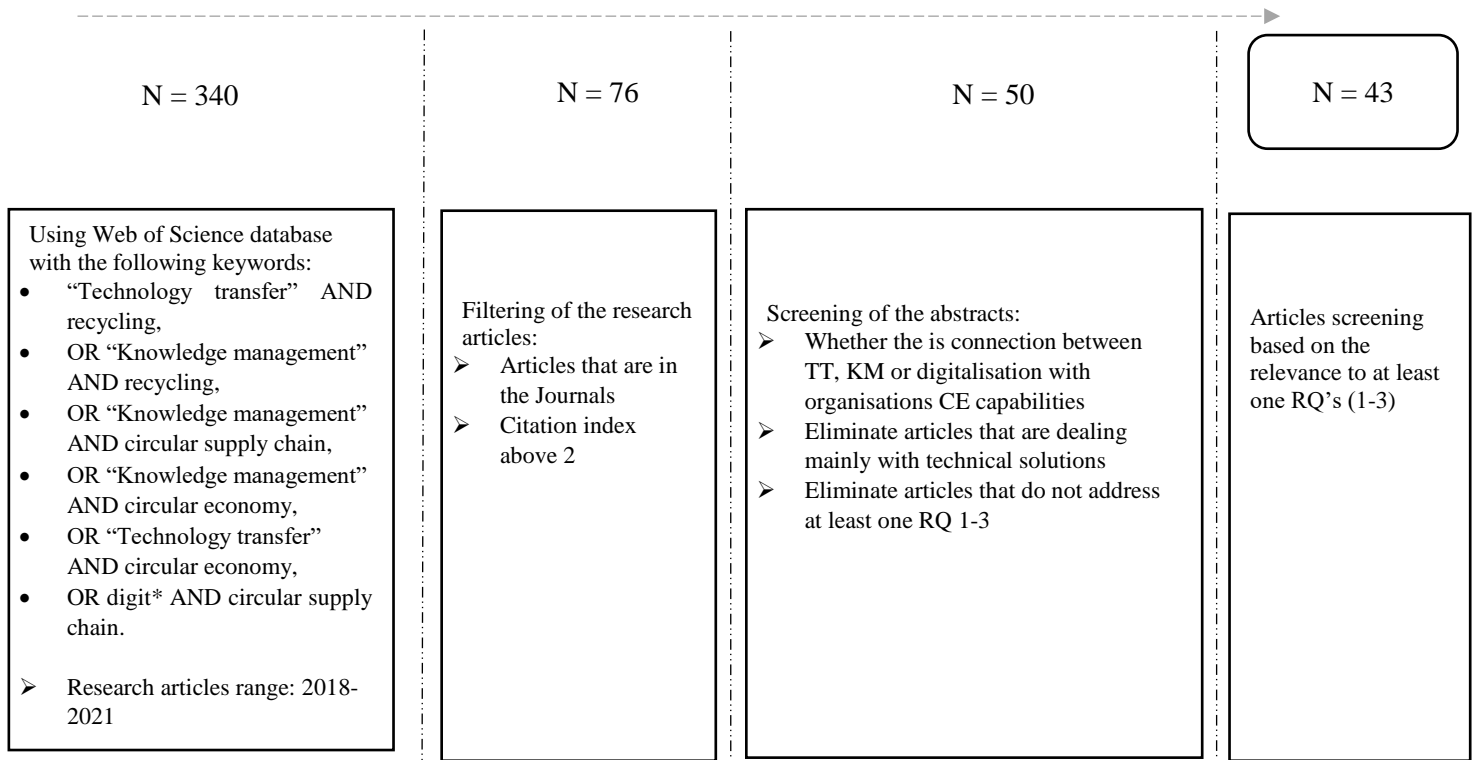 N = 340
N = 76
N = 50
N = 43
Using Web of Science database
with the following keywords:
• “Technology transfer” AND
recycling,
• OR “Knowledge management”
AND recycling,
• OR “Knowledge management”
AND circular supply chain,
• OR “Knowledge management”
AND circular economy,
• OR “Technology transfer”
AND circular economy,
• OR digit* AND circular supply
chain.
➢ Research articles range: 2018-
2021
Filtering of the research
articles:
➢ Articles that are in
the Journals
➢ Citation index
above 2
Screening of the abstracts:
➢ Whether the is connection between
TT, KM or digitalisation with
organisations CE capabilities
➢ Eliminate articles that are dealing
mainly with technical solutions
➢ Eliminate articles that do not address
at least one RQ 1-3
Articles screening
based on the
relevance to at least
one RQ’s (1-3)